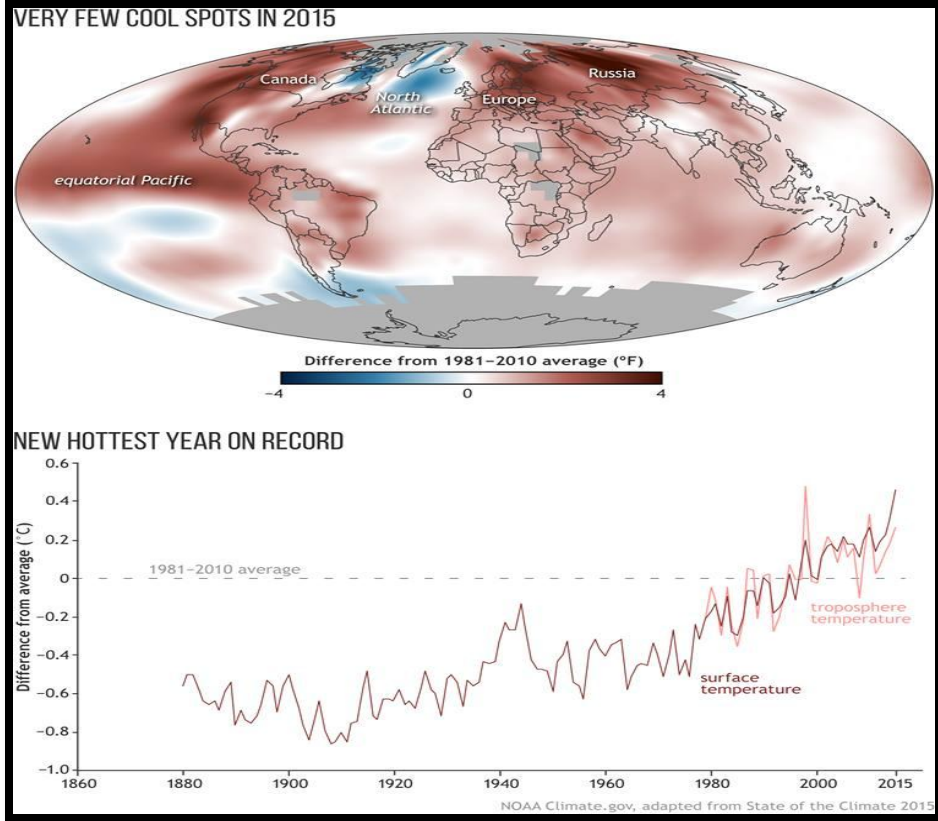 VERY FEW COOL SPOTS IN 2015
Canada
Russia
North
Atlantic
Europe
equatorial Pacific
Difference from 1981–2010 average (ºF)
−4
0
4
NEW HOTTEST YEAR ON RECORD
Difference from average (˚C)
0.6
0.4
0.2
0
−0.2
−0.4
−0.6
−0.8
−1.0
1981–2010 average
troposphere
temperature
surface
temperature
1860
1880
1900
1920
1940
1960
1980
2000
2015
NOAA Climate.gov, adapted from State of the Climate 2015